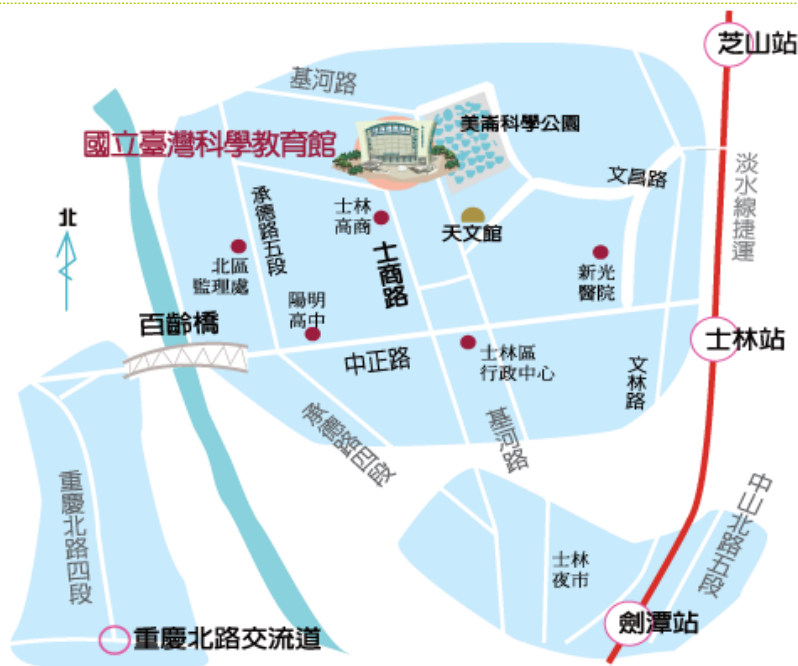 芝山站
基河路
美崙科學公園
國立臺灣科學教育館
淡水線捷運
文昌路
承德路五段
士林
高商
北
天文館
士商路
北區
監理處
新光
醫院
陽明
高中
百齡橋
士林站
中正路
士林區
行政中心
文林路
承德路四段
基河路
重慶北路四段
中山北路五段
士林
夜市
劍潭站
重慶北路交流道